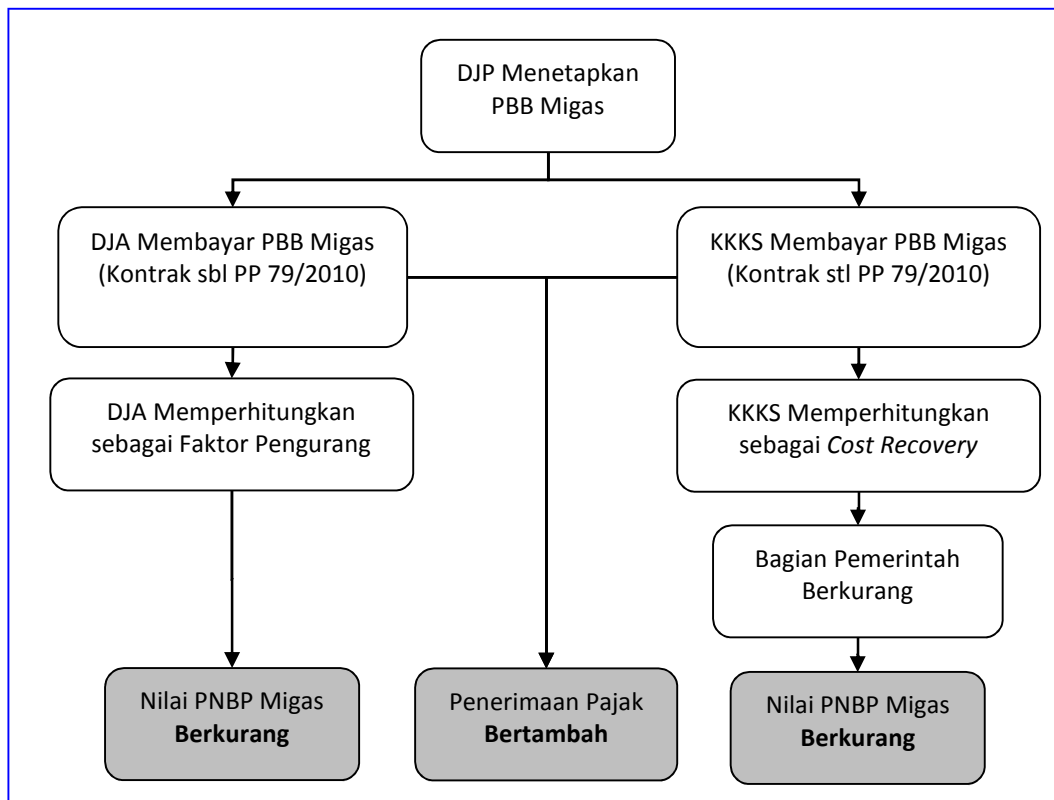 DJP Menetapkan
PBB Migas
DJA Membayar PBB Migas
(Kontrak sbl PP 79/2010)
KKKS Membayar PBB Migas
(Kontrak stl PP 79/2010)
DJA Memperhitungkan
sebagai Faktor Pengurang
KKKS Memperhitungkan
sebagai Cost Recovery
Bagian Pemerintah
Berkurang
Nilai PNBP Migas
Berkurang
Penerimaan Pajak
Bertambah
Nilai PNBP Migas
Berkurang